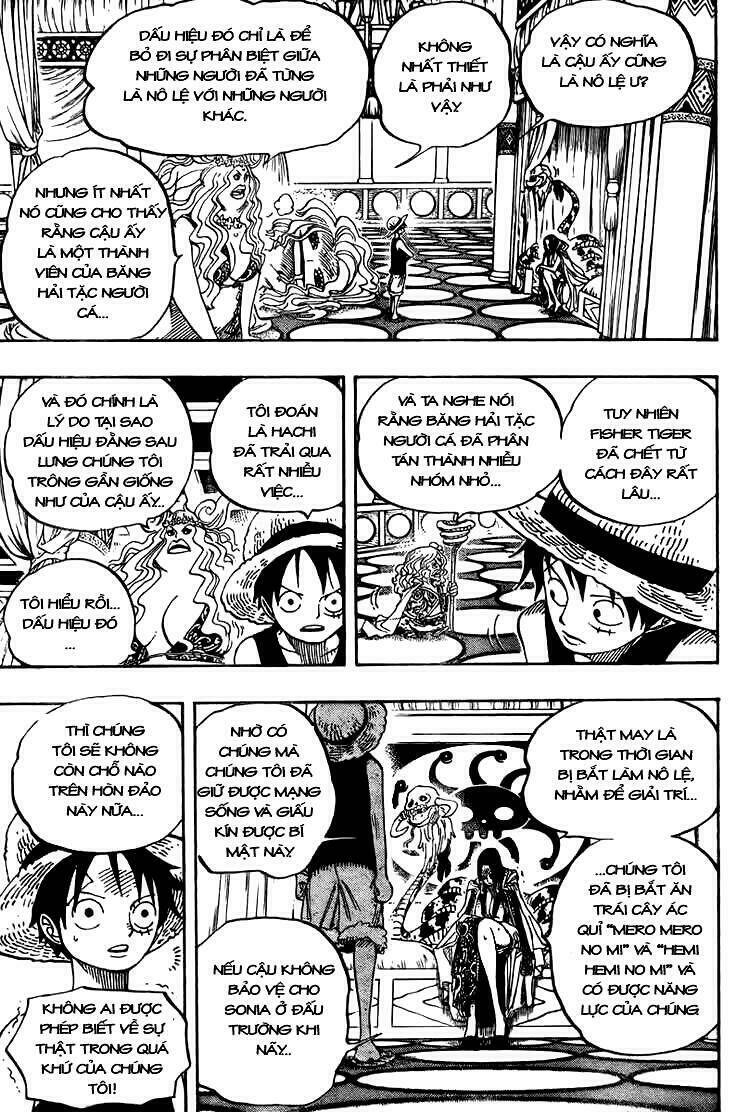 VẬY CÓ NGHĨA
LÀ CẬU ẤY CŨNG
LÀ NÔ LỆ Ư?
KHÔNG
NHẤT THIẾT
LÀ PHẢI NHƯ
VẬY
DẤU HIỆU ĐÓ CHỈ LÀ ĐỂ
BỎ ĐI SỰ PHÂN BIỆT GIỮA
NHỮNG NGƯỜI ĐÃ TỪNG
LÀ NÔ LỆ VỚI NHỮNG NGƯỜI
KHÁC.
NHƯNG ÍT NHẤT
NÓ CŨNG CHO THẤY
RẰNG CẬU ẤY
LÀ MỘT THÀNH
VIÊN CỦA BĂNG
HẢI TẶC NGƯỜI
CÁ...
TUY NHIÊN
FISHER TIGER
ĐÃ CHẾT TỪ
CÁCH ĐÂY RẤT
LÂU...
VÀ TA NGHE NÓI
RẰNG BĂNG HẢI TẶC
NGƯỜI CÁ ĐÃ PHÂN
TÁN THÀNH NHIỀU
NHÓM NHỎ...
TÔI ĐOÁN
LÀ HACHI
ĐÃ TRẢI QUA
RẤT NHIỀU
VIỆC...
VÀ ĐÓ CHÍNH LÀ
LÝ DO TẠI SAO
DẤU HIỆU ĐẰNG SAU
LƯNG CHÚNG TÔI
TRÔNG GẦN GIỐNG
NHƯ CỦA CẬU ẤY...
TÔI HIỂU RỒI...
DẤU HIỆU ĐÓ
...
THẬT MAY LÀ
TRONG THỜI GIAN
BỊ BẮT LÀM NÔ LỆ,
NHẰM ĐỂ GIẢI TRÍ...
...CHÚNG TÔI
ĐÃ BỊ BẮT ĂN
TRÁI CÂY ÁC
QUỈ "MERO MERO
NO MI" VÀ "HEMI
HEMI NO MI" VÀ
CÓ ĐƯỢC NĂNG
LỰC CỦA CHÚNG
NHỜ CÓ
CHÚNG MÀ
CHÚNG TÔI ĐÃ
GIỮ ĐƯỢC MẠNG
SỐNG VÀ GIẤU
KÍN ĐƯỢC BÍ
MẬT NÀY.
NẾU CẬU KHÔNG
BẢO VỆ CHO
SONIA Ở ĐẤU
TRƯỜNG KHI
NÃY...
THÌ CHÚNG
TÔI SẼ KHÔNG
CÒN CHỖ NÀO
TRÊN HÒN ĐẢO
NÀY NỮA...
KHÔNG AI ĐƯỢC
PHÉP BIẾT VỀ SỰ
THẬT TRONG QUÁ
KHỨ CỦA CHÚNG
TÔI!